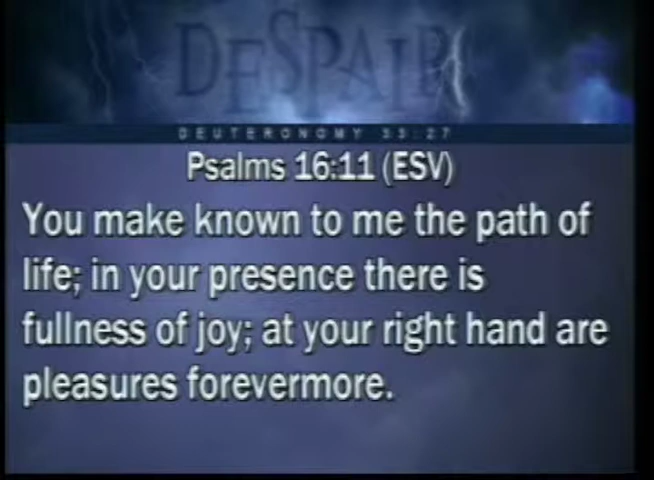 DESPAIR
DEUTERONOMY 33:27
Psalms 16:11 (ESV)
You make known to me the path of
life; in your presence there is
fullness of joy; at your right hand are
pleasures forevermore.